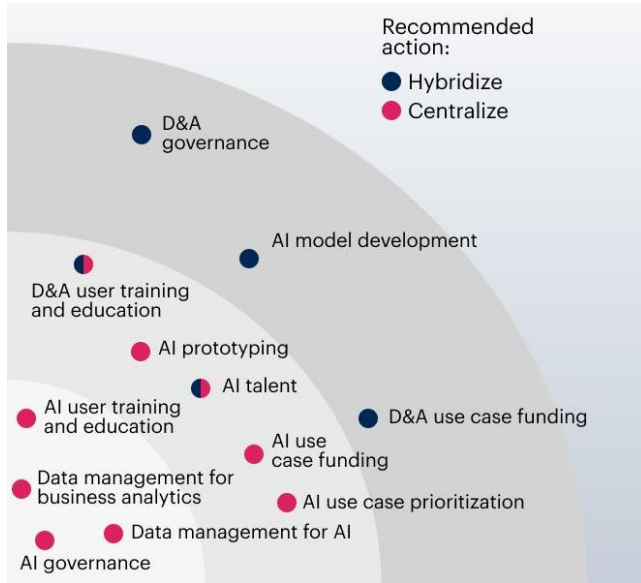 Recommended
action:
Hybridize
Centralize
D&A
governance
AI model development
D&A user training
and education
AI prototyping
AI talent
AI user training
and education
D&A use case funding
AI use
case funding
Data management for
business analytics
AI use case prioritization
Data management for AI
AI governance